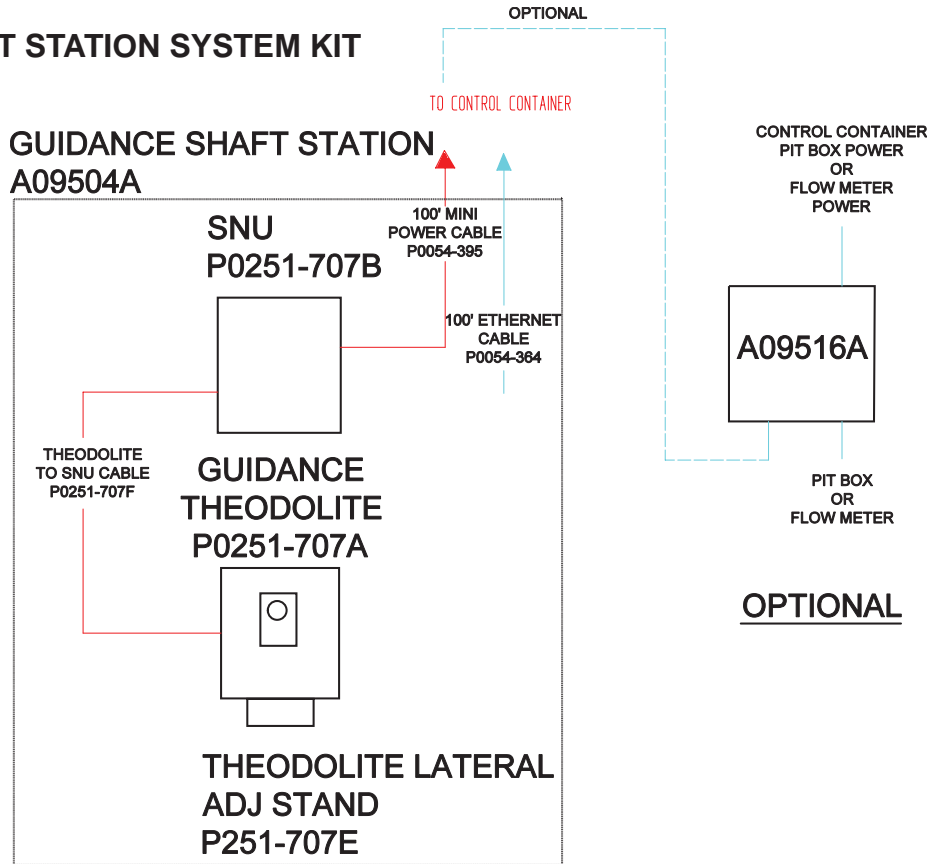 OPTIONAL
T STATION SYSTEM KIT
TO CONTROL CONTAINER
GUIDANCE SHAFT STATION
A09504A
CONTROL CONTAINER
PIT BOX POWER
OR
FLOW METER
POWER
SNU
P0251-707B
100' MINI
POWER CABLE
P0054-395
100' ETHERNET
CABLE
P0054-364
A09516A
THEODOLITE
TO SNU CABLE
P0251-707F
GUIDANCE
THEODOLITE
P0251-707A
PIT BOX
OR
FLOW METER
OPTIONAL
THEODOLITE LATERAL
ADJ STAND
P251-707E